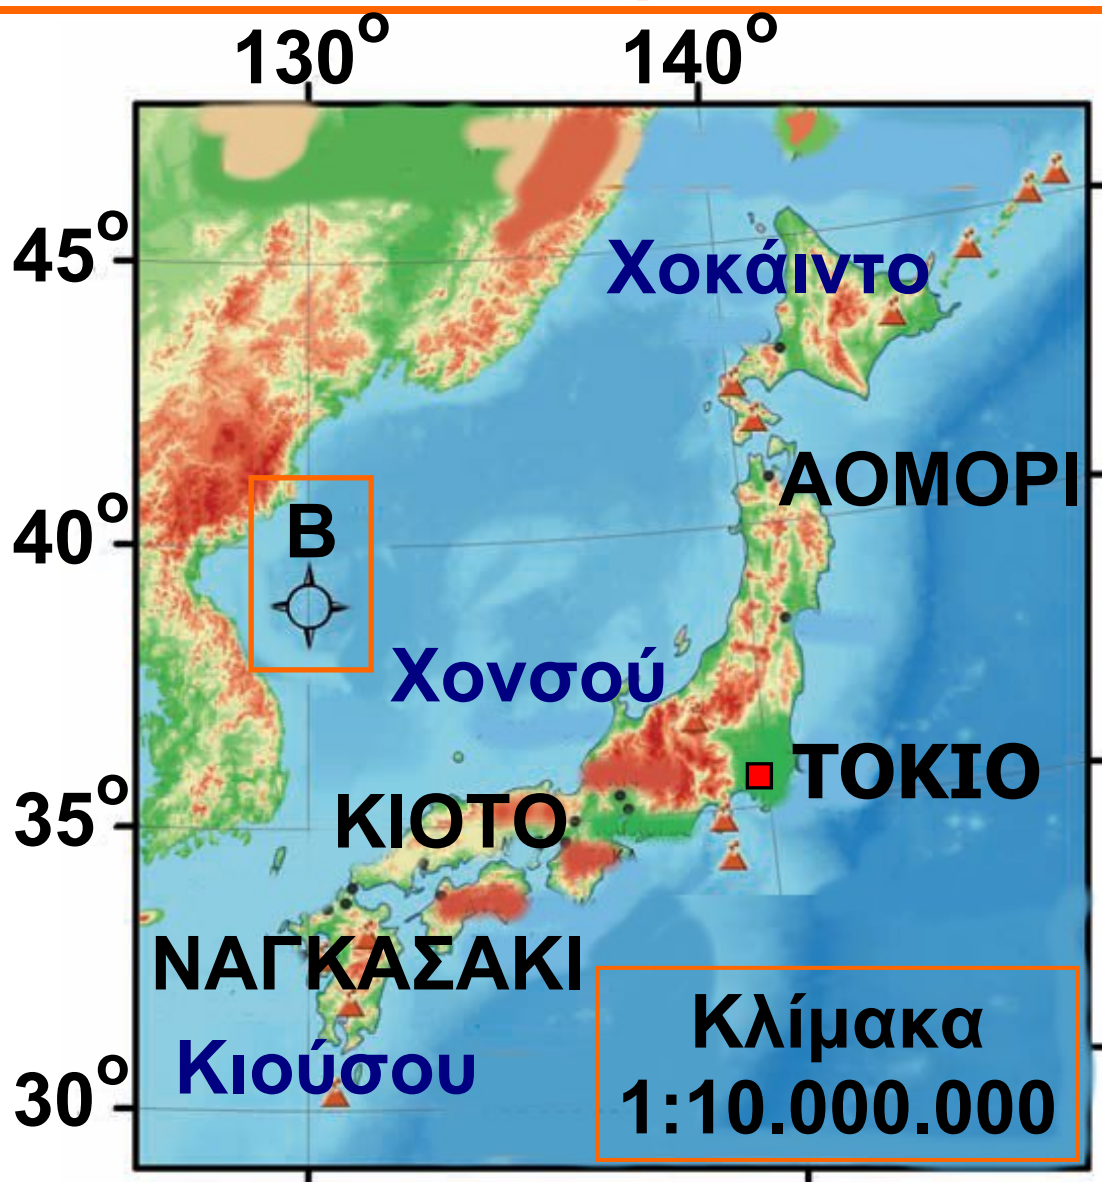 130° 140°
45°
Χοκάιντο
ΑΟΜΟΡΙ
40°
Β
Χονσού
ΤΟΚΙΟ
35°
ΚΙΟΤΟ
ΝΑΓΚΑΣΑΚΙ
Κιούσου
30°
Κλίμακα
1:10.000.000